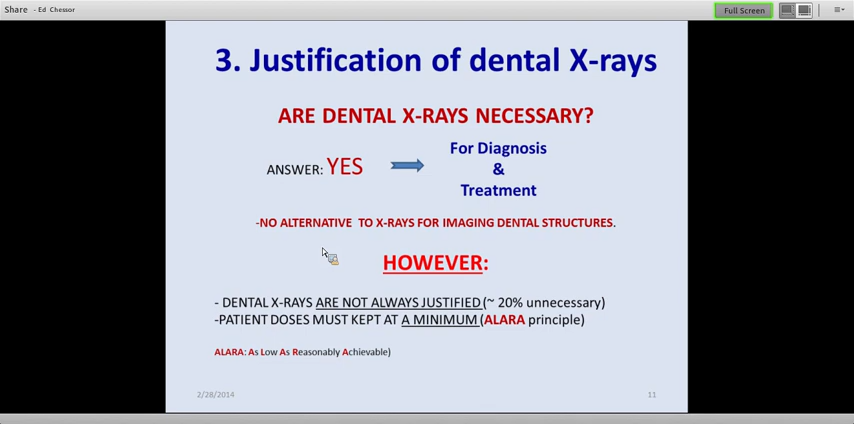 Share - Ed Chessor
Full Screen
3. Justification of dental X-rays
ARE DENTAL X-RAYS NECESSARY?
ANSWER: YES
For Diagnosis
&
Treatment
-NO ALTERNATIVE TO X-RAYS FOR IMAGING DENTAL STRUCTURES.
HOWEVER:
- DENTAL X-RAYS ARE NOT ALWAYS JUSTIFIED (~ 20% unnecessary)
-PATIENT DOSES MUST KEPT AT A MINIMUM (ALARA principle)
ALARA: As Low As Reasonably Achievable)
2/28/2014
11